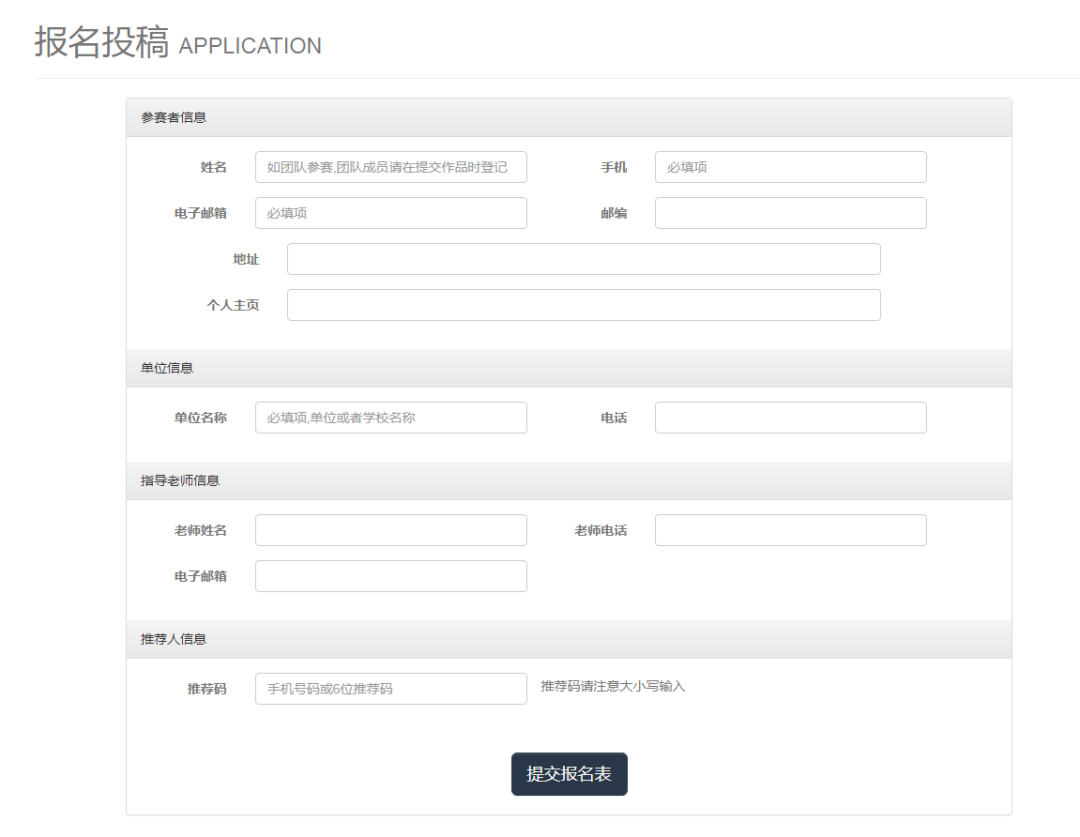 报名投稿 APPLICATION
参赛者信息
姓名 如团队参赛,团队成员请在提交作品时登记 手机 必填项
电子邮箱 必填项 邮编
地址
个人主页
单位信息
单位名称 必填项,单位或者学校名称 电话
指导老师信息
老师姓名 老师电话
电子邮箱
推荐人信息
推荐码 手机号码或6位推荐码 推荐码请注意大小写输入
提交报名表